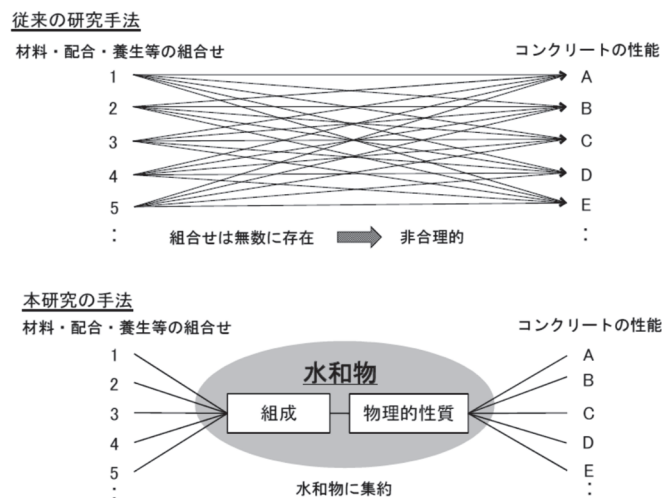 従来の研究手法
材料・配合・養生等の組合せ
コンクリートの性能
1
A
2
B
3
C
4
D
5
E
:
組合せは無数に存在
非合理的
:
本研究の手法
材料・配合・養生等の組合せ
コンクリートの性能
1
A
水和物
2
B
3
組成
物理的性質
C
4
D
5
E
:
水和物に集約
: